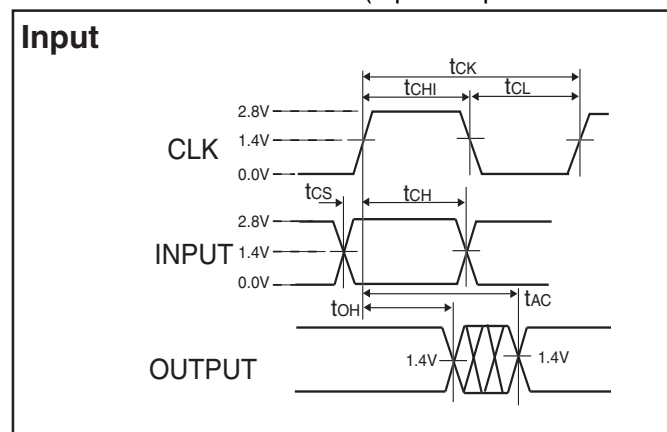 Input
tCK
tCHI
tCL
2.8V
CLK
1.4V
0.0V
tCS
tCH
2.8V
INPUT
1.4V
0.0V
tAC
tOH
1.4V
1.4V
OUTPUT